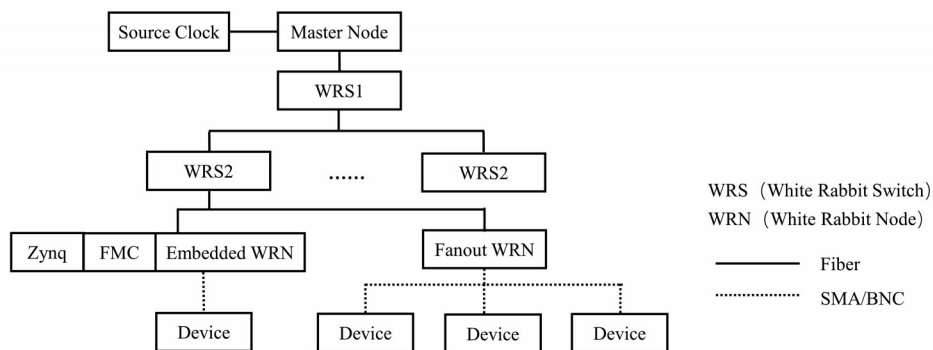 Source Clock
Master Node
WRS1
WRS2
......
WRS2
WRS（White Rabbit Switch）
WRN（White Rabbit Node）
Zynq
FMC
Embedded WRN
Fanout WRN
Fiber
SMA/BNC
Device
Device
Device
Device